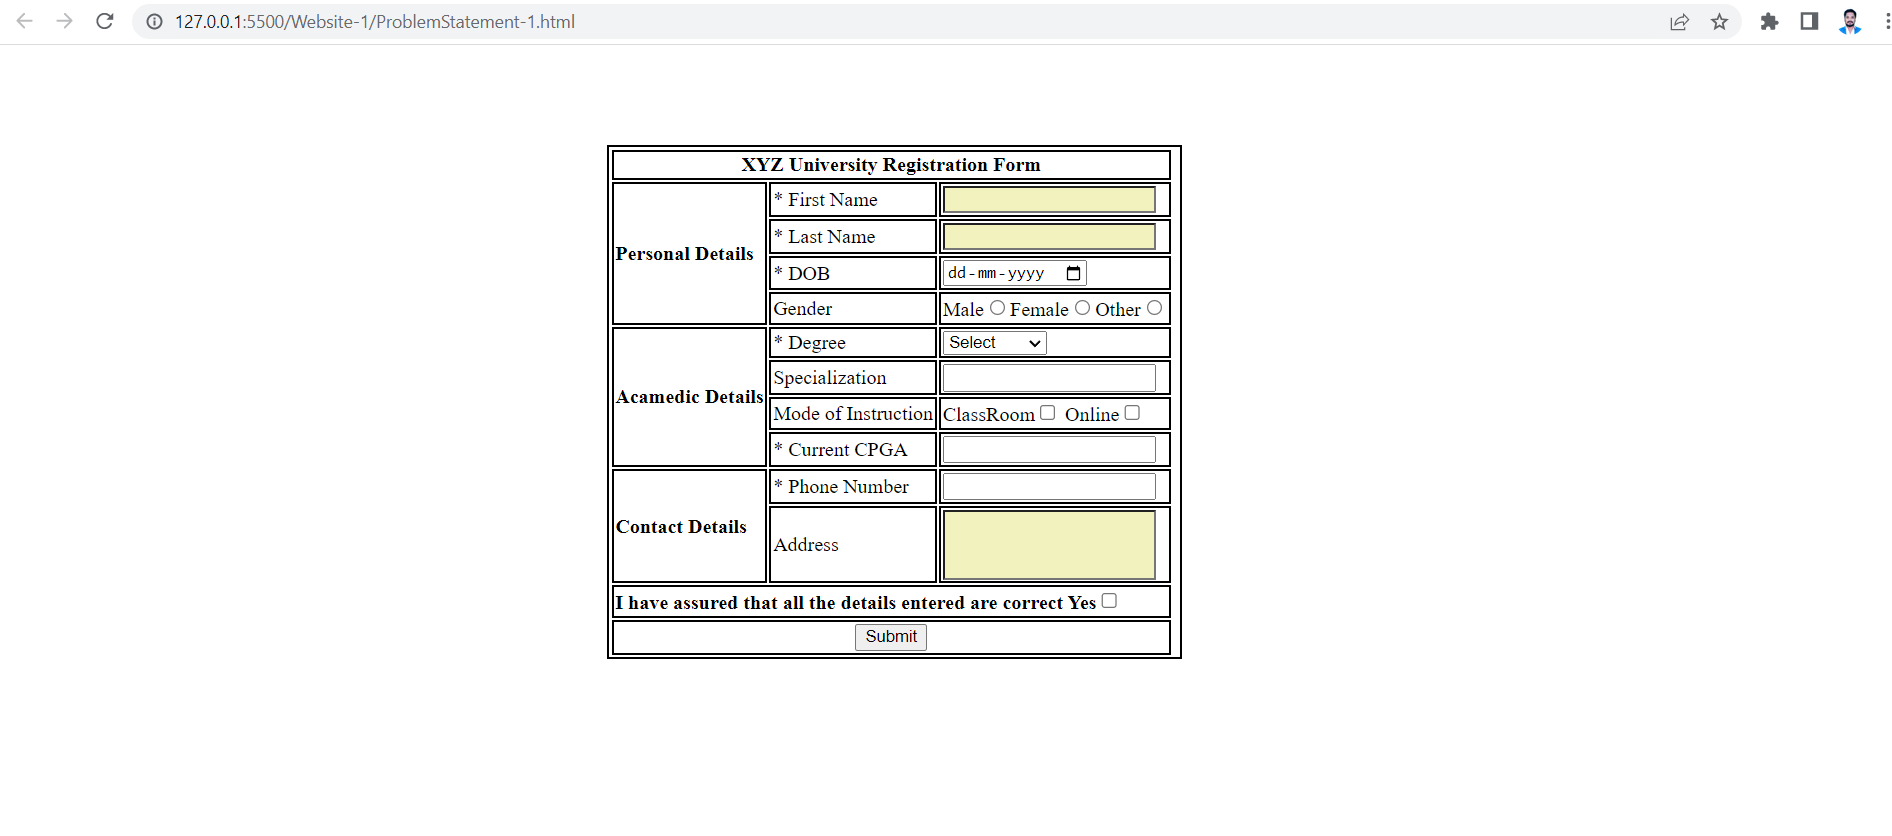 127.0.0.1:5500/Website-1/ProblemStatement-1.html
XYZ University Registration Form
Personal Details
* First Name
* Last Name
* DOB dd-mm-yyyy
Gender Male Female Other
Acamedic Details
* Degree Select
Specialization
Mode of Instruction ClassRoom Online
* Current CPGA
Contact Details
* Phone Number
Address
I have assured that all the details entered are correct Yes
Submit